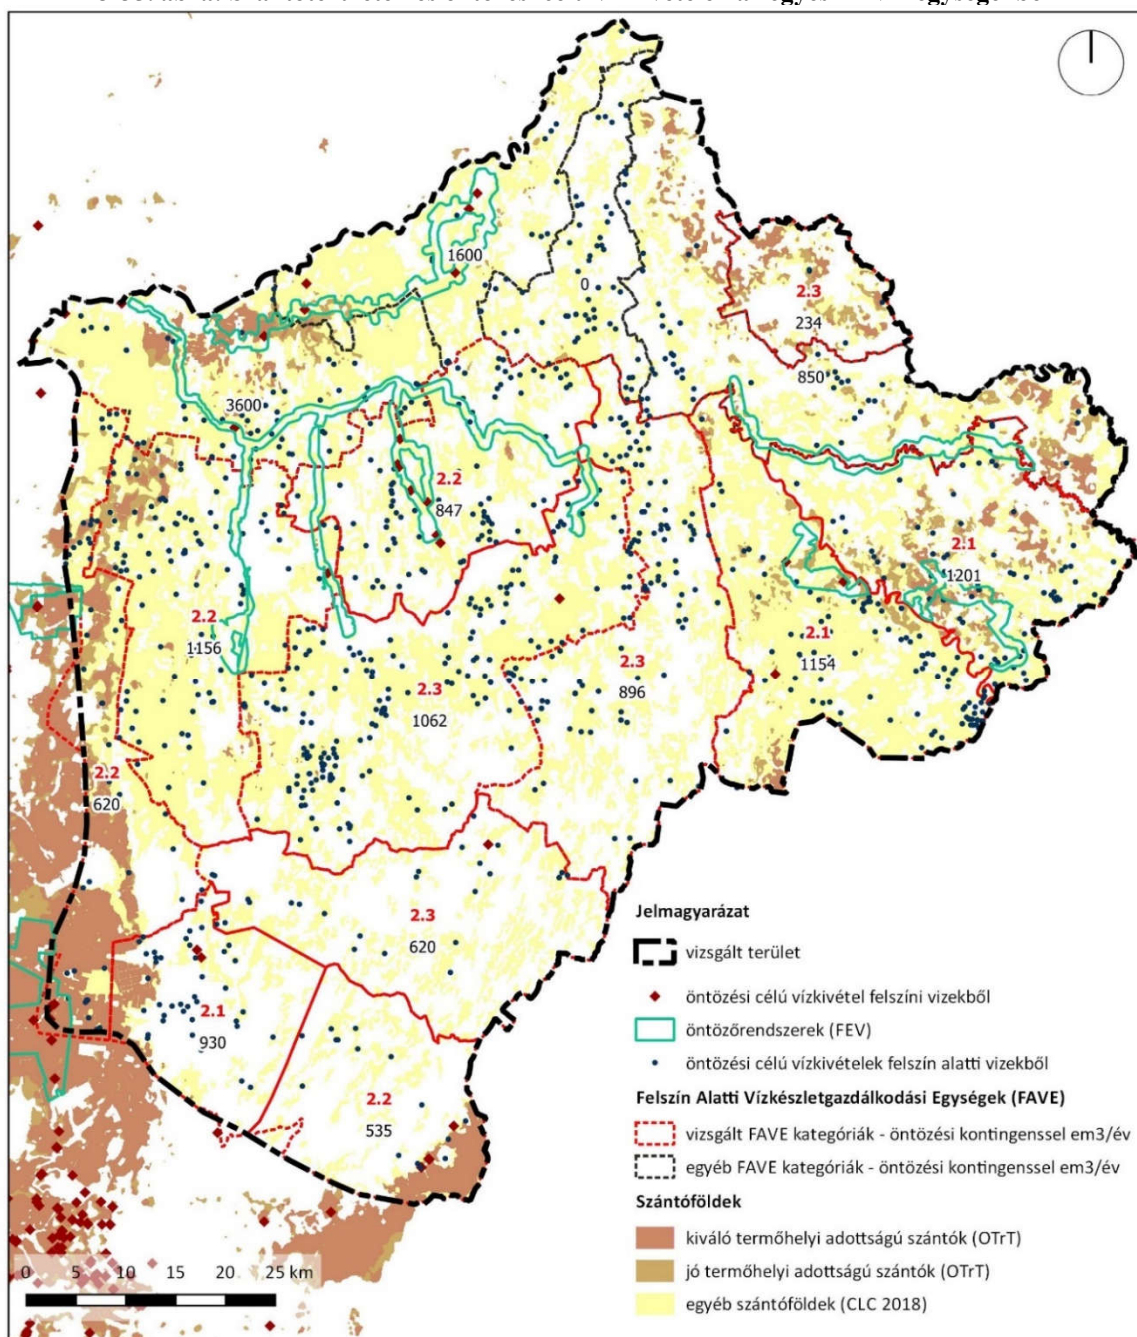 1600
0
2.3
234
850
3600
2.2
847
2.1
1201
2.2
1156
2.1
1154
2.3
896
2.3
1062
2.2
620
2.3
620
2.1
930
2.2
535
Jelmagyarázat
vizsgált terület
öntözési célú vízkivétel felszíni vizekből
öntözőrendszerek (FEV)
öntözési célú vízkivételek felszín alatti vizekből
Felszín Alatti Vízkészletgazdálkodási Egységek (FAVE)
vizsgált FAVE kategóriák - öntözési kontingenssel em3/év
egyéb FAVE kategóriák - öntözési kontingenssel em3/év
Szántóföldek
kiváló termőhelyi adottságú szántók (OTrT)
jó termőhelyi adottságú szántók (OTrT)
egyéb szántóföldek (CLC 2018)
0 5 10 15 20 25 km